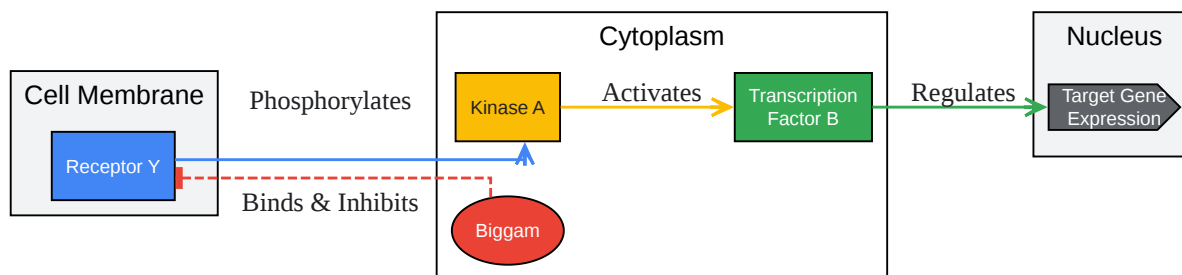 Cell Membrane
Receptor Y
Phosphorylates
Binds & Inhibits
Cytoplasm
Kinase A
Activates
Transcription
Factor B
Biggam
Regulates
Nucleus
Target Gene
Expression